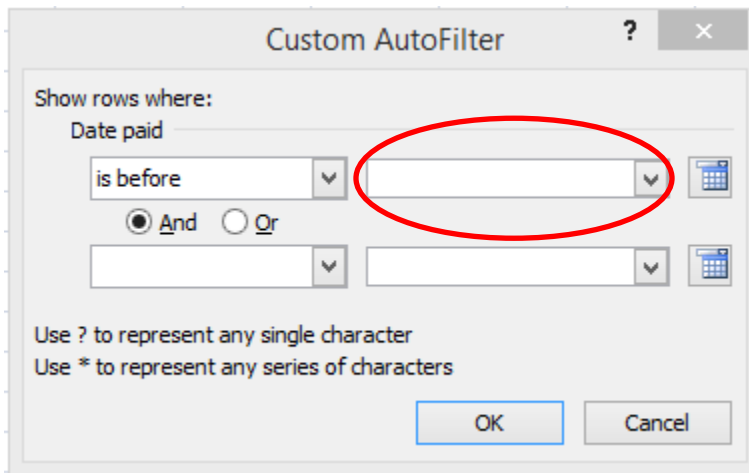 Custom AutoFilter ?
Show rows where:
Date paid
is before
And Or
Use ? to represent any single character
Use * to represent any series of characters
OK Cancel